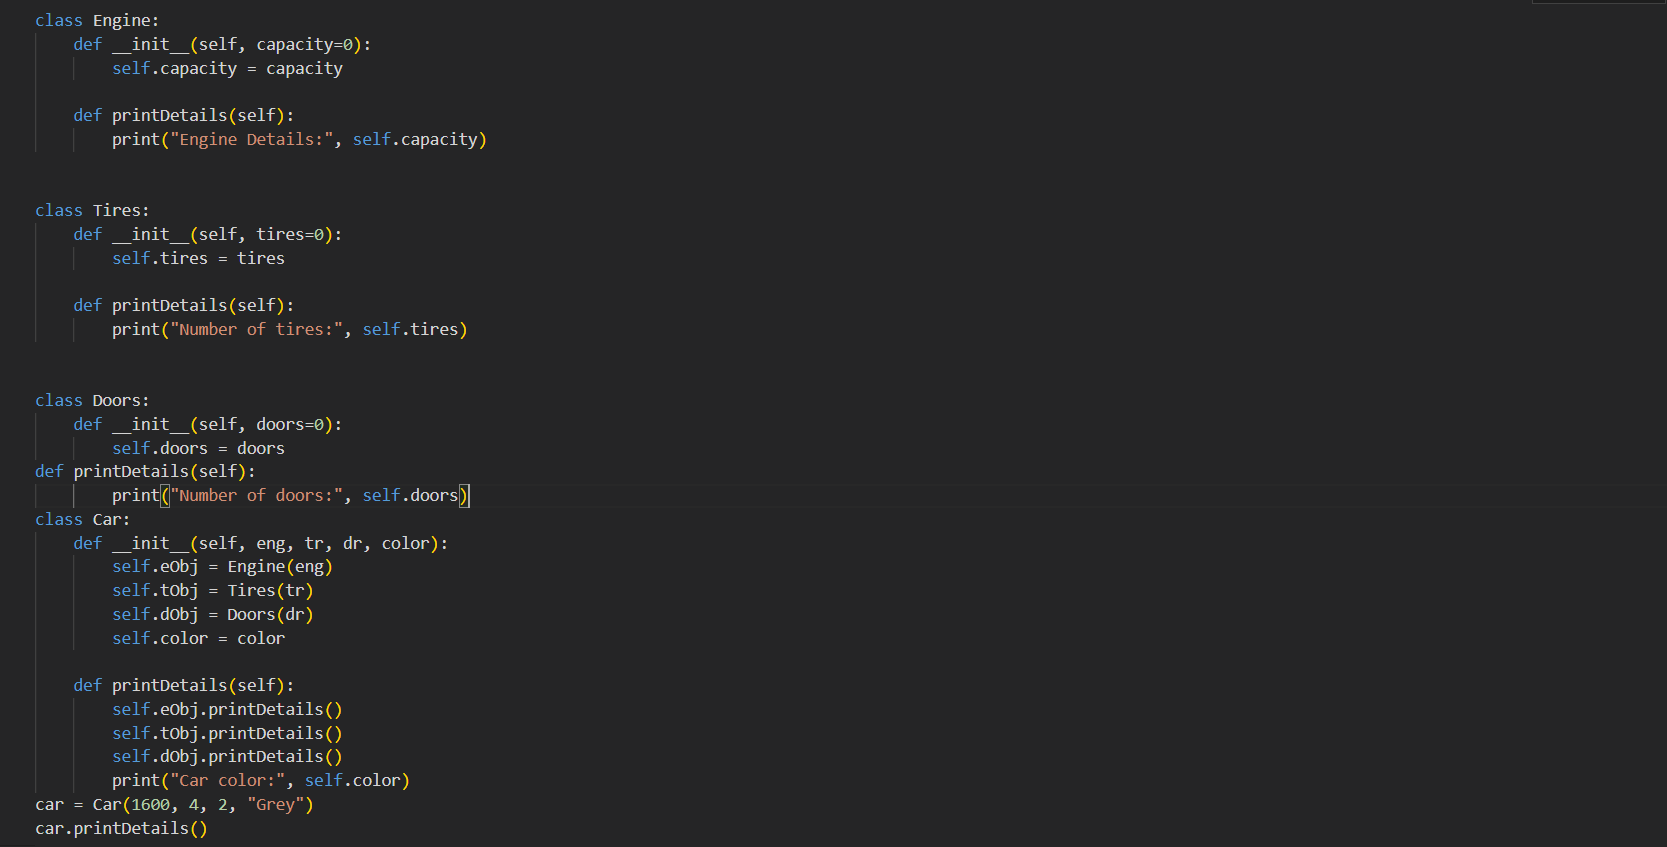 class Engine:
    def __init__(self, capacity=0):
        self.capacity = capacity
    def printDetails(self):
        print("Engine Details:", self.capacity)
class Tires:
    def __init__(self, tires=0):
        self.tires = tires
    def printDetails(self):
        print("Number of tires:", self.tires)
class Doors:
    def __init__(self, doors=0):
        self.doors = doors
def printDetails(self):
        print("Number of doors:", self.doors)
class Car:
    def __init__(self, eng, tr, dr, color):
        self.eObj = Engine(eng)
        self.tObj = Tires(tr)
        self.dObj = Doors(dr)
        self.color = color
    def printDetails(self):
        self.eObj.printDetails()
        self.tObj.printDetails()
        self.dObj.printDetails()
        print("Car color:", self.color)
car = Car(1600, 4, 2, "Grey")
car.printDetails()